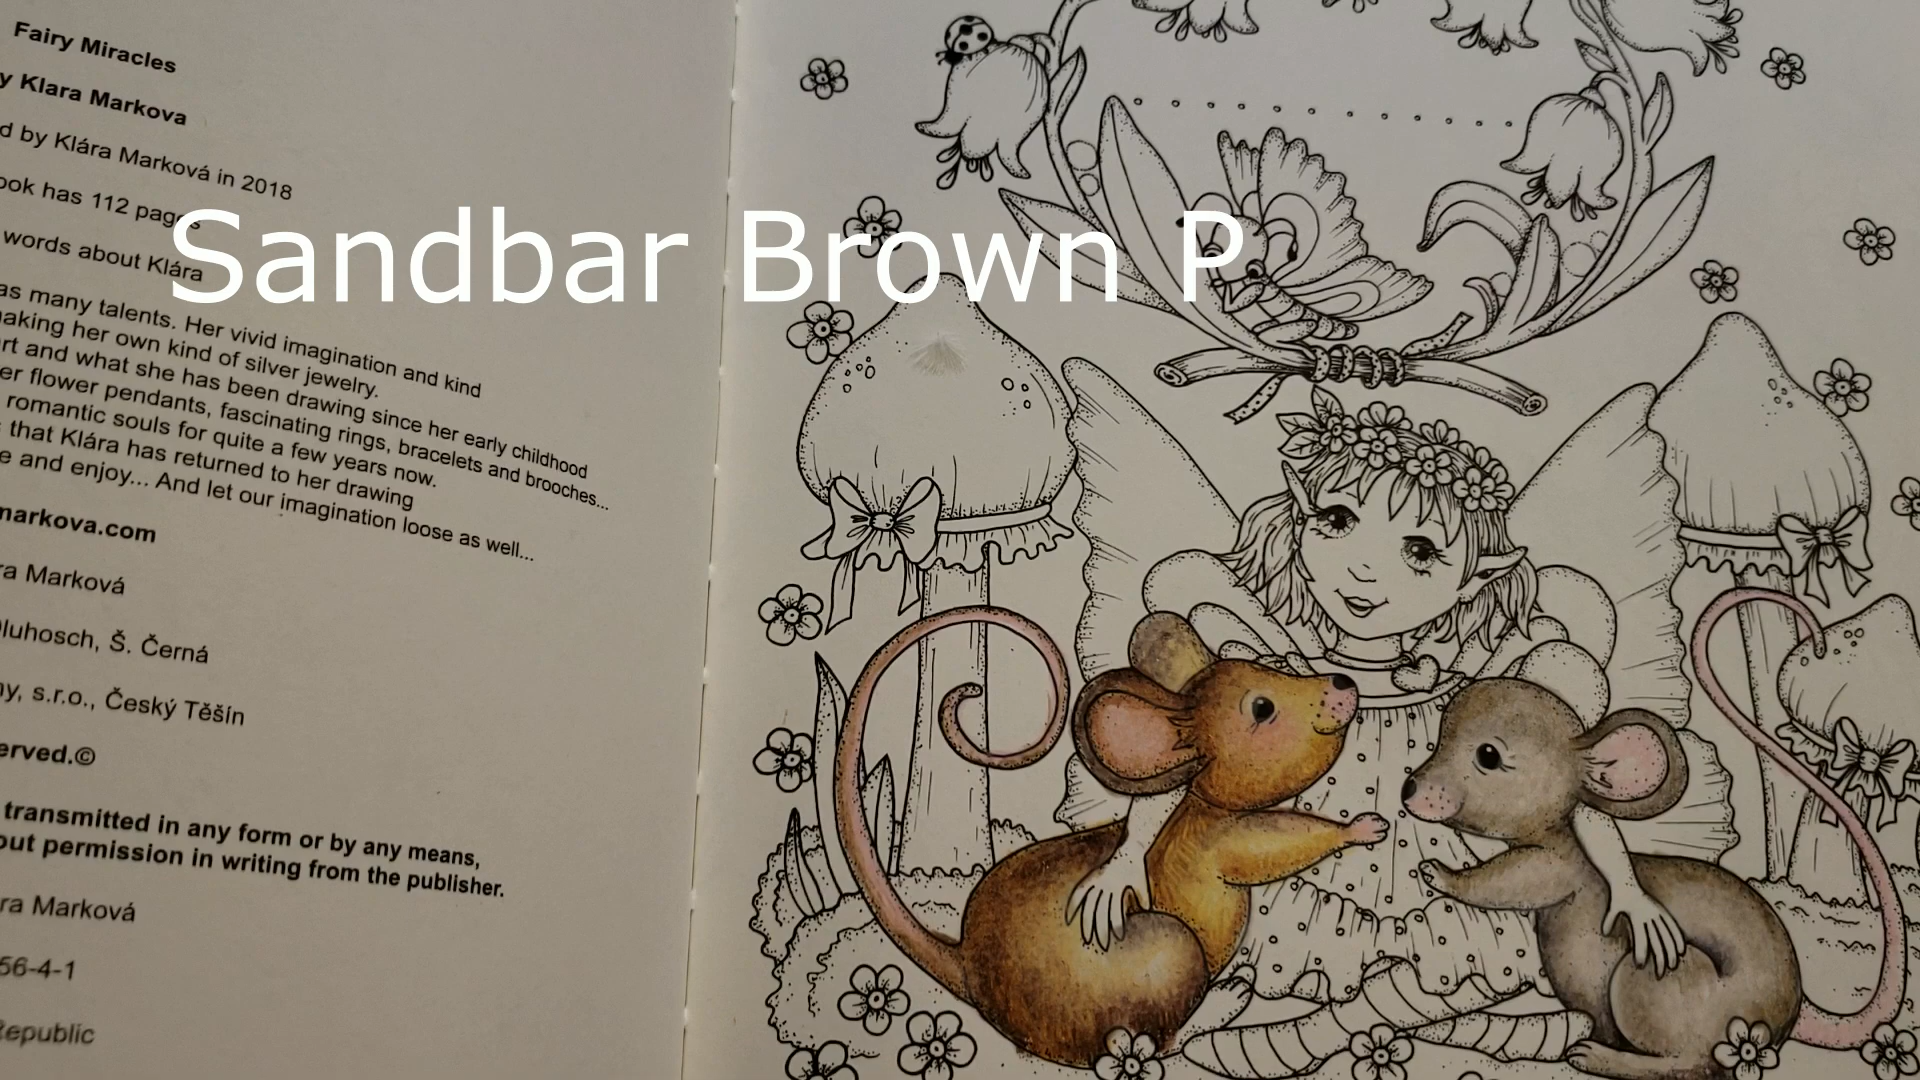 Fairy Miracles
y Klara Markova
d by Klára Marková in 2018
ook has 112 pages
words about Klára
as many talents. Her vivid imagination and kind
aking her own kind of silver jewelry.
rt and what she has been drawing since her early childhood
er flower pendants, fascinating rings, bracelets and brooches...
romantic souls for quite a few years now.
s that Klára has returned to her drawing
e and enjoy... And let our imagination loose as well...
markova.com
ra Marková
luhosch, Š. Černá
ny, s.r.o., Český Těšín
erved.©
transmitted in any form or by any means,
out permission in writing from the publisher.
ra Marková
56-4-1
Republic
Sandbar Brown P